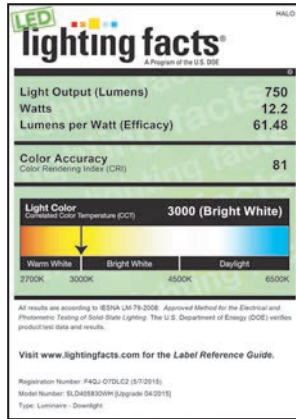 HALO
LED
lighting facts®
A Program of the U.S. DOE
Light Output (Lumens) 750
Watts 12.2
Lumens per Watt (Efficacy) 61.48
Color Accuracy
Color Rendering Index (CRI) 81
Light Color
Correlated Color Temperature (CCT) 3000 (Bright White)
Warm White Bright White Daylight
2700K 3000K 4500K 6500K
All results are according to IESNA LM-79-2008: Approved Method for the Electrical and
Photometric Testing of Solid-State Lighting. The U.S. Department of Energy (DOE) verifies
product test data and results.
Visit www.lightingfacts.com for the Label Reference Guide.
Registration Number: F4QJ-O7DLC2 (5/7/2015)
Model Number: SLD405830WH [Upgrade 04/2015]
Type: Luminaire - Downlight